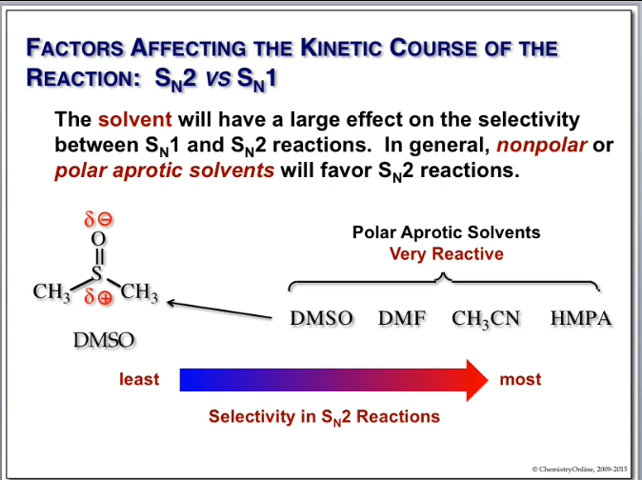 FACTORS AFFECTING THE KINETIC COURSE OF THE
REACTION: SN2 VS SN1
The solvent will have a large effect on the selectivity
between SN1 and SN2 reactions. In general, nonpolar or
polar aprotic solvents will favor SN2 reactions.
δ⊖
O
S
CH3 δ⊕ CH3
DMSO
Polar Aprotic Solvents
Very Reactive
DMSO DMF CH3CN HMPA
least most
Selectivity in SN2 Reactions
© ChemistryOnline, 2009-2015